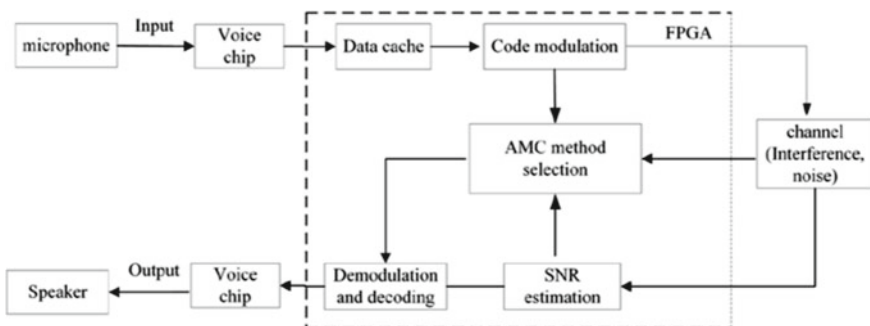 Input
FPGA
microphone
Voice
chip
Data cache
Code modulation
AMC method
selection
channel
(Interference,
noise)
Output
Speaker
Voice
chip
Demodulation
and decoding
SNR
estimation